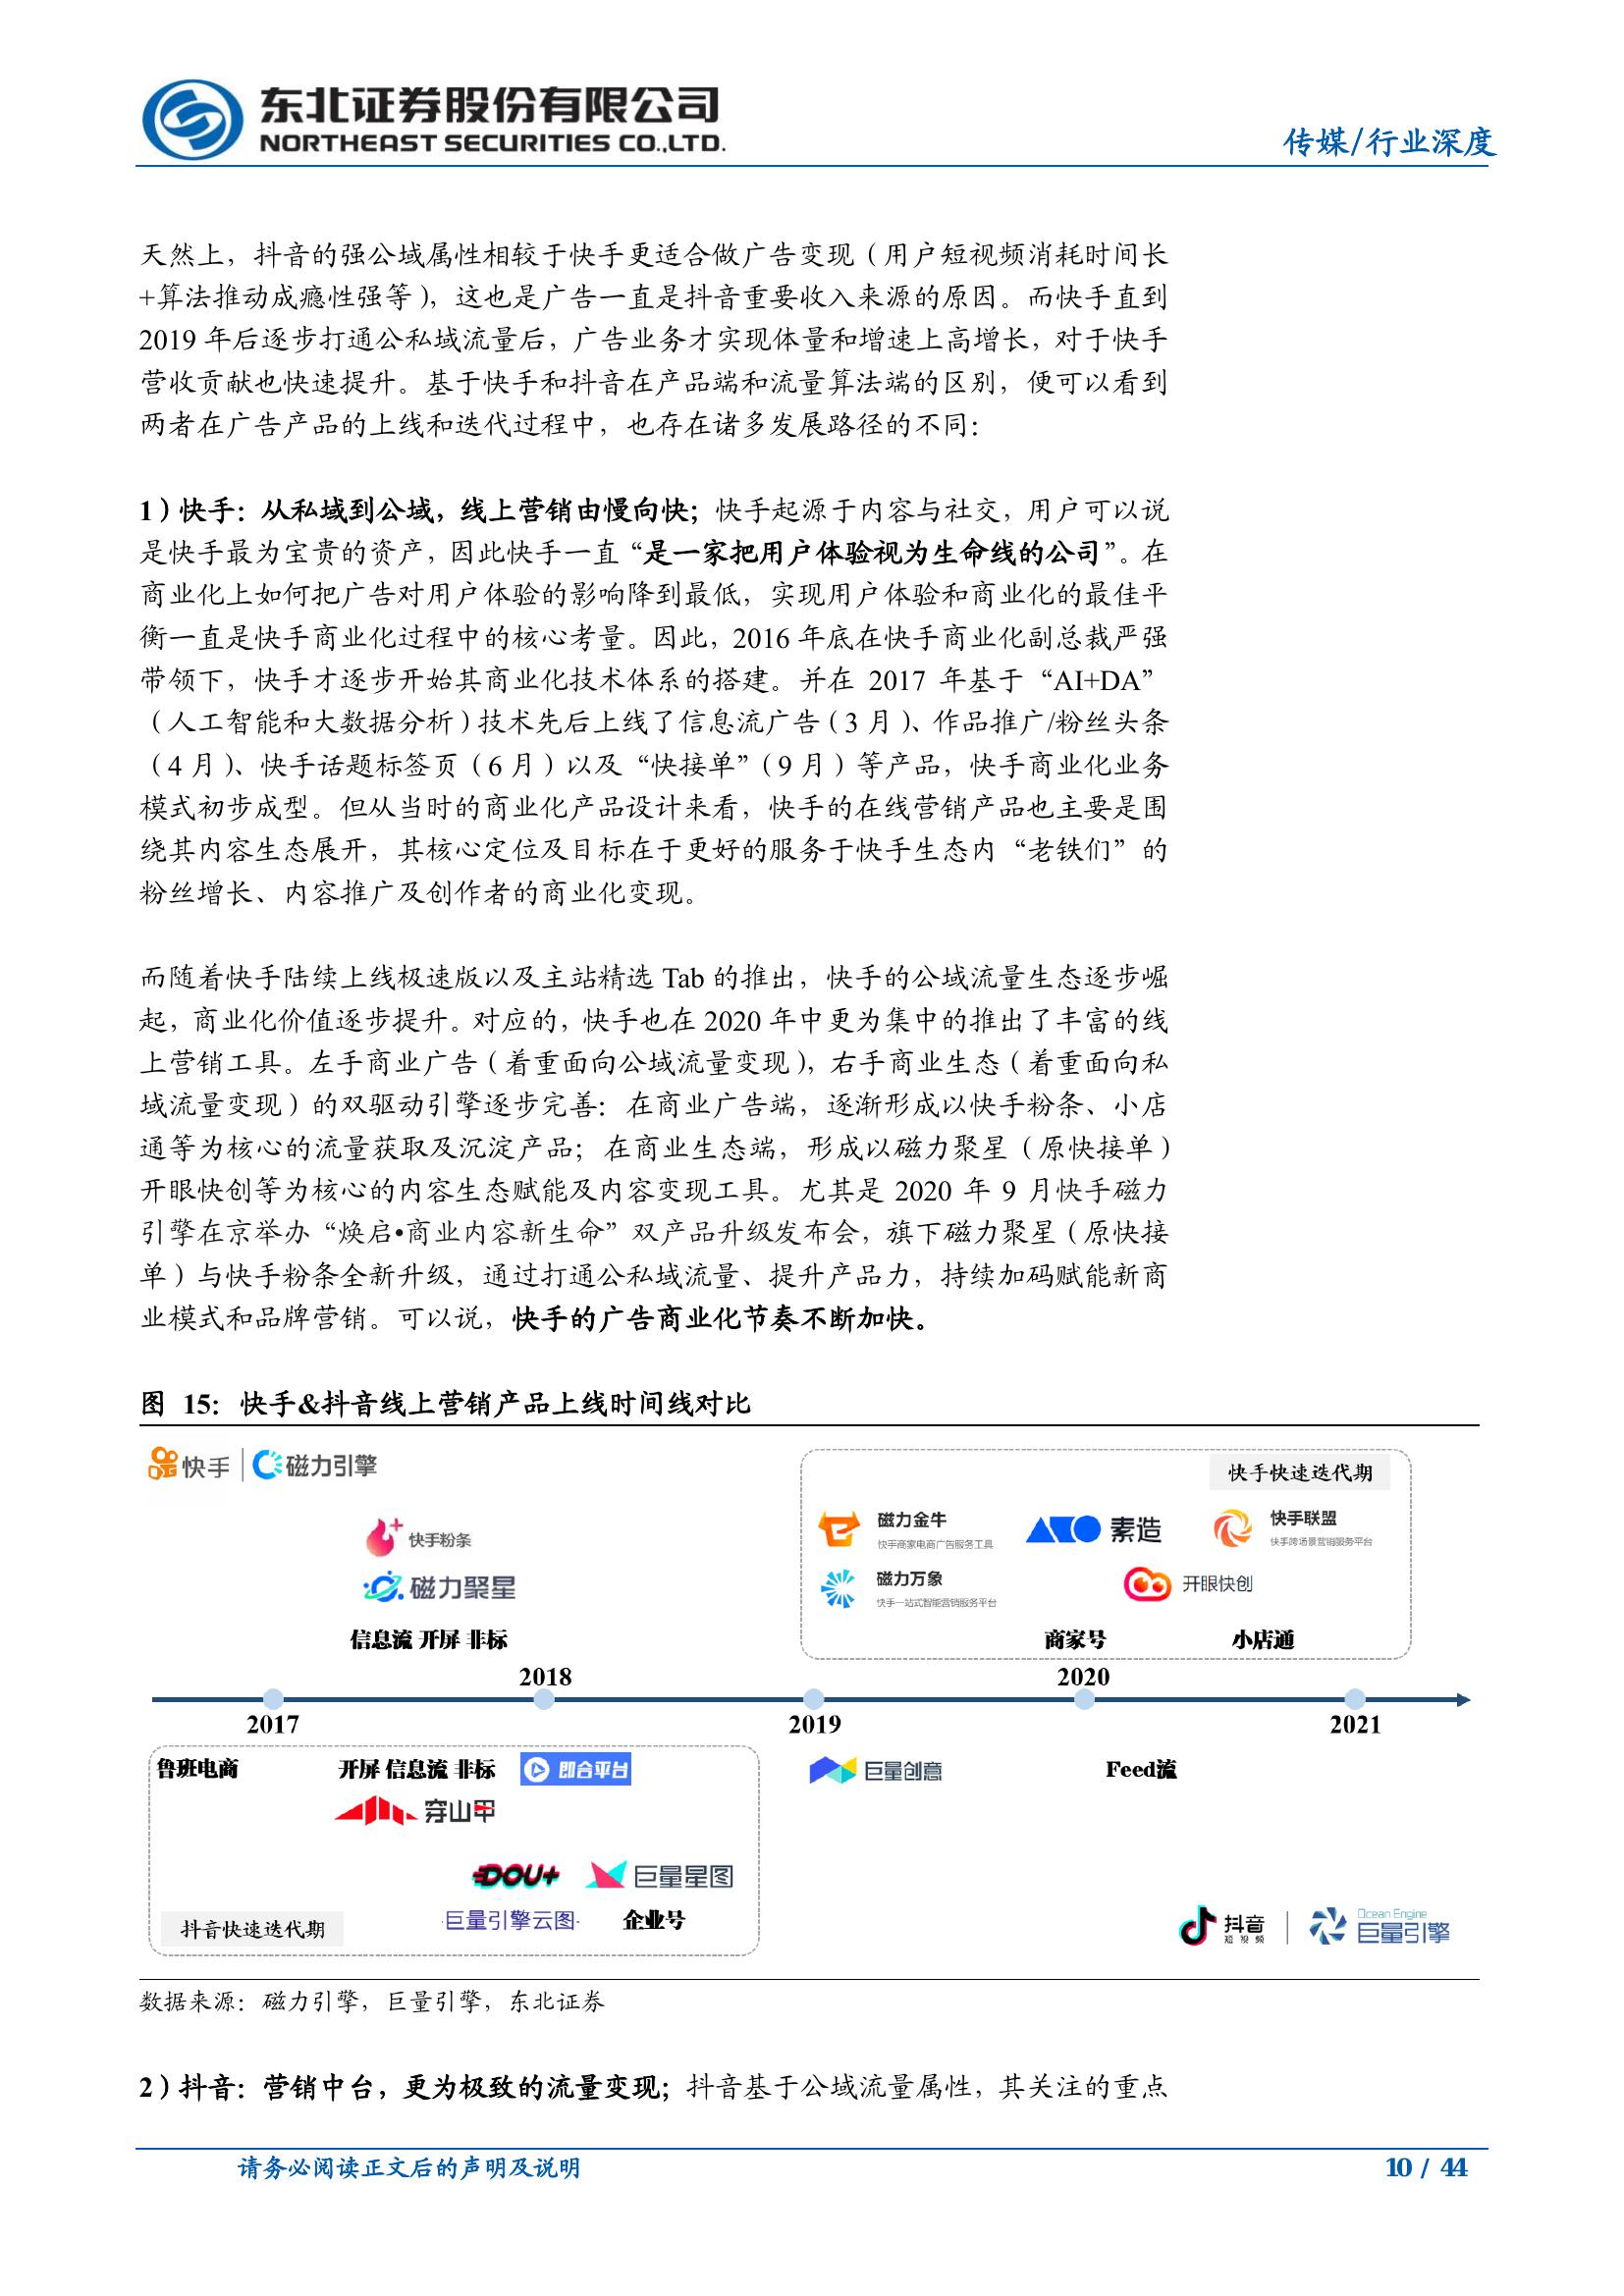 东北证券股份有限公司
NORTHEAST SECURITIES CO.,LTD.
传媒/行业深度
天然上，抖音的强公域属性相较于快手更适合做广告变现（用户短视频消耗时间长
+算法推动成瘾性强等），这也是广告一直是抖音重要收入来源的原因。而快手直到
2019 年后逐步打通公私域流量后，广告业务才实现体量和增速上高增长，对于快手
营收贡献也快速提升。基于快手和抖音在产品端和流量算法端的区别，便可以看到
两者在广告产品的上线和迭代过程中，也存在诸多发展路径的不同：
1）快手：从私域到公域，线上营销由慢向快；快手起源于内容与社交，用户可以说
是快手最为宝贵的资产，因此快手一直“是一家把用户体验视为生命线的公司”。在
商业化上如何把广告对用户体验的影响降到最低，实现用户体验和商业化的最佳平
衡一直是快手商业化过程中的核心考量。因此，2016 年底在快手商业化副总裁严强
带领下，快手才逐步开始其商业化技术体系的搭建。并在 2017 年基于“AI+DA”
（人工智能和大数据分析）技术先后上线了信息流广告（3 月）、作品推广/粉丝头条
（4 月）、快手话题标签页（6 月）以及“快接单”（9 月）等产品，快手商业化业务
模式初步成型。但从当时的商业化产品设计来看，快手的在线营销产品也主要是围
绕其内容生态展开，其核心定位及目标在于更好的服务于快手生态内“老铁们”的
粉丝增长、内容推广及创作者的商业化变现。
而随着快手陆续上线极速版以及主站精选 Tab 的推出，快手的公域流量生态逐步崛
起，商业化价值逐步提升。对应的，快手也在 2020 年中更为集中的推出了丰富的线
上营销工具。左手商业广告（着重面向公域流量变现），右手商业生态（着重面向私
域流量变现）的双驱动引擎逐步完善：在商业广告端，逐渐形成以快手粉条、小店
通等为核心的流量获取及沉淀产品；在商业生态端，形成以磁力聚星（原快接单）
开眼快创等为核心的内容生态赋能及内容变现工具。尤其是 2020 年 9 月快手磁力
引擎在京举办“焕启•商业内容新生命”双产品升级发布会，旗下磁力聚星（原快接
单）与快手粉条全新升级，通过打通公私域流量、提升产品力，持续加码赋能新商
业模式和品牌营销。可以说，快手的广告商业化节奏不断加快。
图 15：快手&抖音线上营销产品上线时间线对比
快手 | 磁力引擎
快手快速迭代期
快手粉条
磁力聚星
信息流 开屏 非标
磁力金牛
快手商家电商广告服务工具
素造
快手联盟
快手跨场景营销服务平台
磁力万象
快手一站式智能营销服务平台
开眼快创
商家号 小店通
2018 2020
2017 2019 2021
鲁班电商 开屏 信息流 非标 即合平台
穿山甲
DOU+ 巨量星图
巨量引擎云图 企业号
抖音快速迭代期
巨量创意
Feed流
抖音
短视频
Ocean Engine
巨量引擎
数据来源：磁力引擎，巨量引擎，东北证券
2）抖音：营销中台，更为极致的流量变现；抖音基于公域流量属性，其关注的重点
请务必阅读正文后的声明及说明
10 / 44